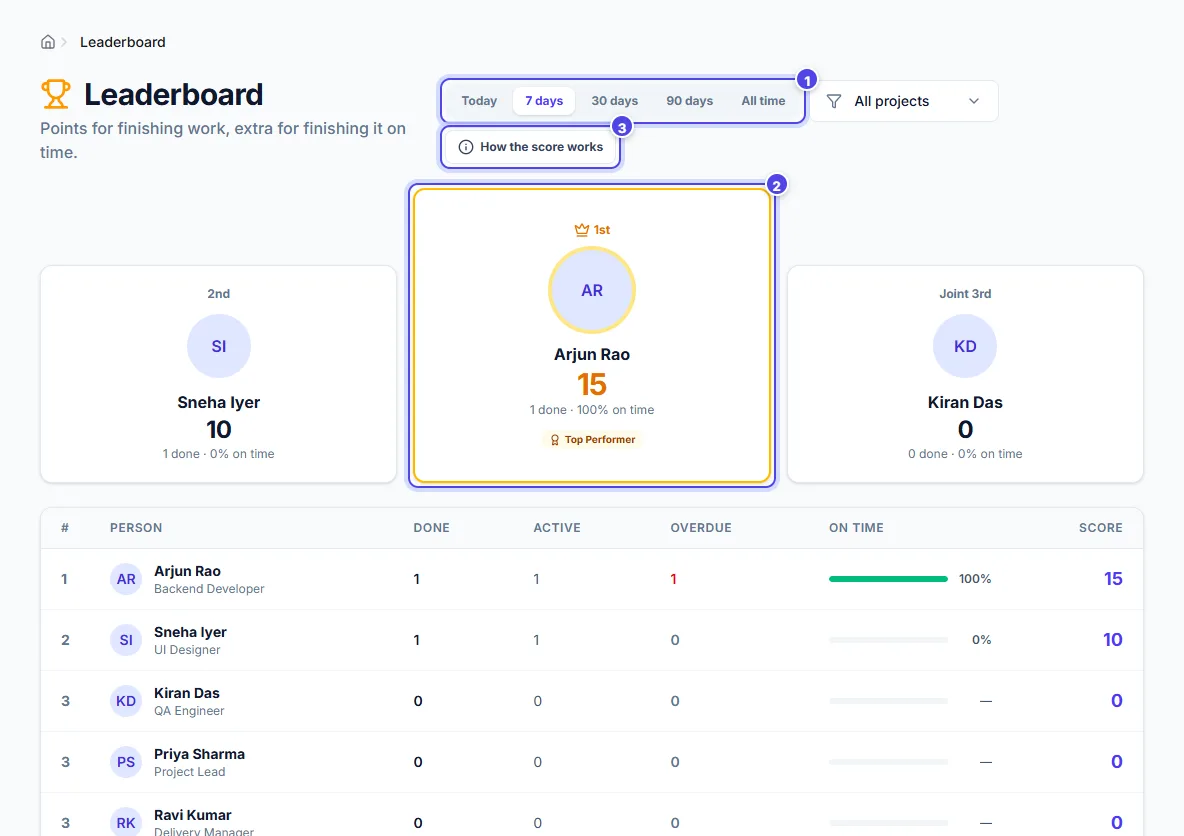 Leaderboard
Leaderboard
Points for finishing work, extra for finishing it on
time.
Today
7 days
30 days
90 days
All time
1
All projects
How the score works
3
2
2nd
SI
Sneha Iyer
10
1 done · 0% on time
1st
AR
Arjun Rao
15
1 done · 100% on time
Top Performer
Joint 3rd
KD
Kiran Das
0
0 done · 0% on time
# PERSON DONE ACTIVE OVERDUE ON TIME SCORE
1 AR Arjun Rao 1 1 1 100% 15
Backend Developer
2 SI Sneha Iyer 1 1 0 0% 10
UI Designer
3 KD Kiran Das 0 0 0 — 0
QA Engineer
3 PS Priya Sharma 0 0 0 — 0
Project Lead
3 RK Ravi Kumar 0 0 0 — 0
Delivery Manager